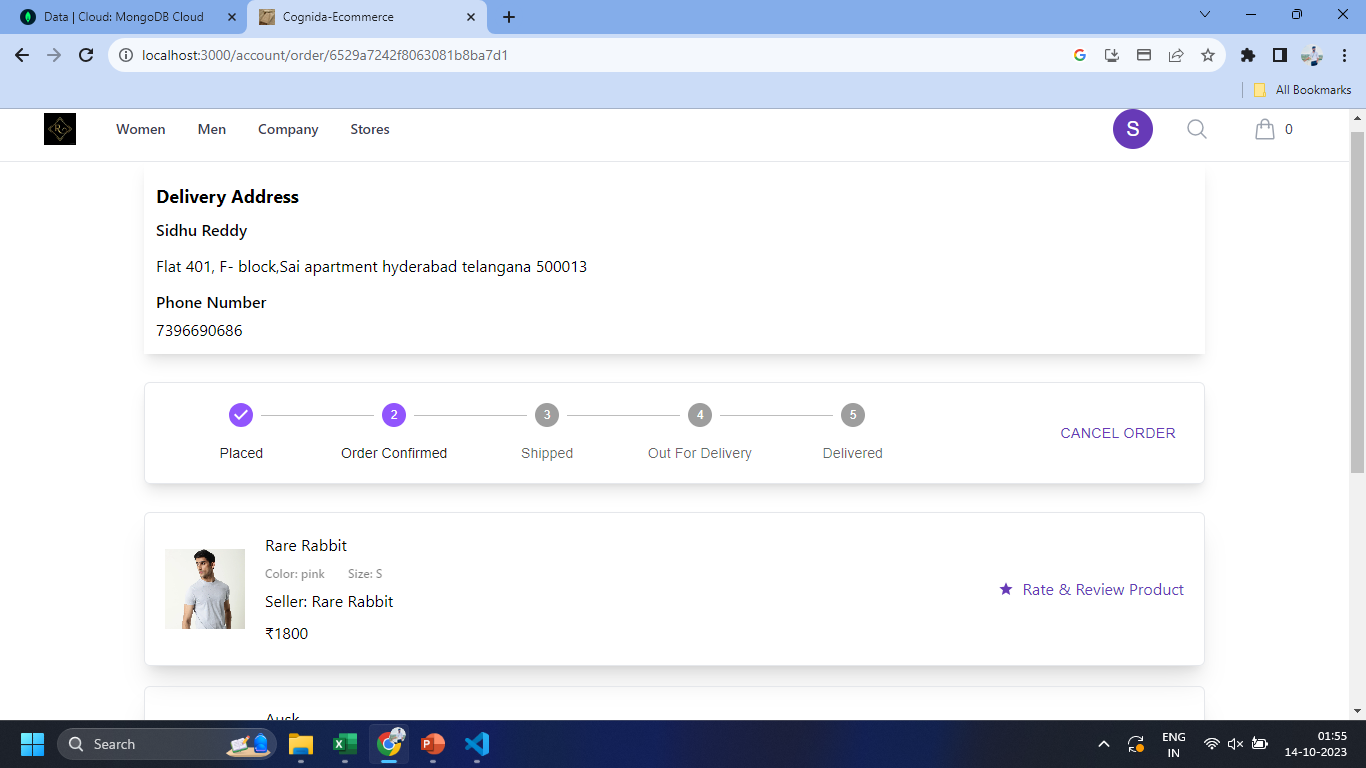 Data | Cloud: MongoDB Cloud
Cognida-Ecommerce
localhost:3000/account/order/6529a7242f8063081b8ba7d1
All Bookmarks
Women Men Company Stores
S
0
Delivery Address
Sidhu Reddy
Flat 401, F- block,Sai apartment hyderabad telangana 500013
Phone Number
7396690686
2 3 4 5
Placed Order Confirmed Shipped Out For Delivery Delivered
CANCEL ORDER
Rare Rabbit
Color: pink Size: S
Seller: Rare Rabbit
₹1800
Rate & Review Product
Ausk
Search
ENG
IN
01:55
14-10-2023